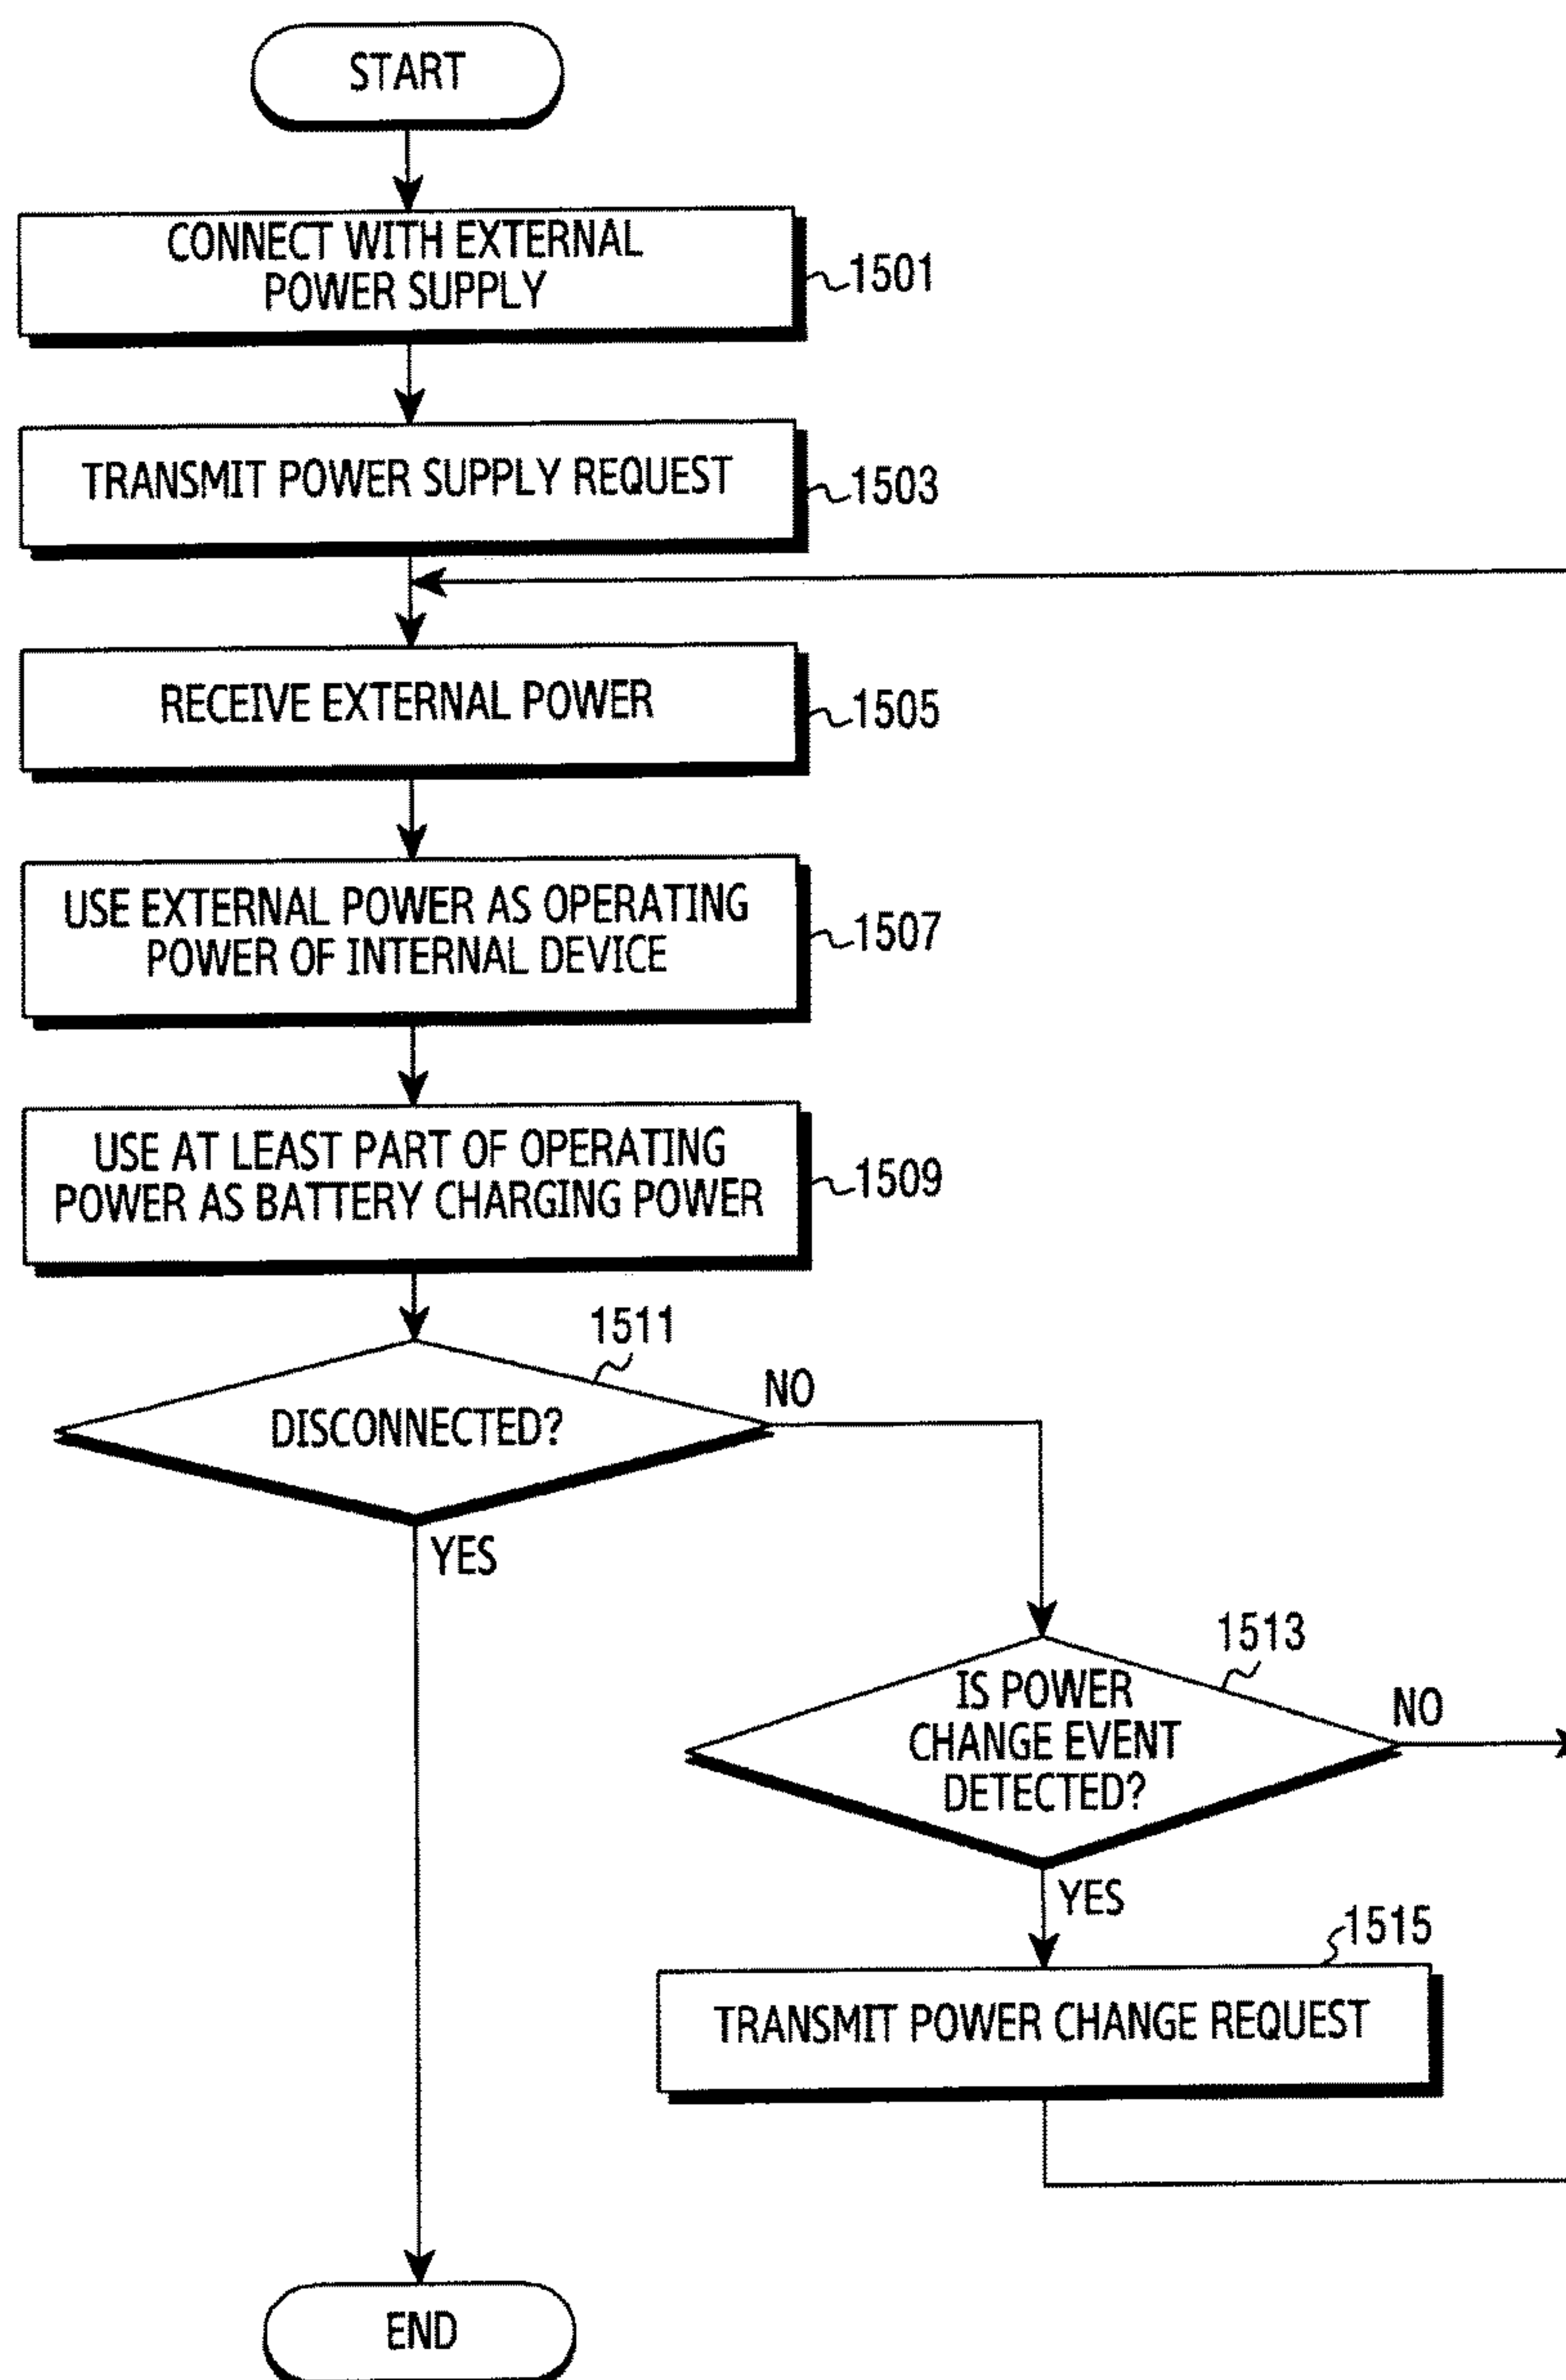 START
CONNECT WITH EXTERNAL
POWER SUPPLY
1501
TRANSMIT POWER SUPPLY REQUEST
1503
RECEIVE EXTERNAL POWER
1505
USE EXTERNAL POWER AS OPERATING
POWER OF INTERNAL DEVICE
1507
USE AT LEAST PART OF OPERATING
POWER AS BATTERY CHARGING POWER
1509
1511
DISCONNECTED?
NO
YES
1513
IS POWER
CHANGE EVENT
DETECTED?
NO
YES
1515
TRANSMIT POWER CHANGE REQUEST
END